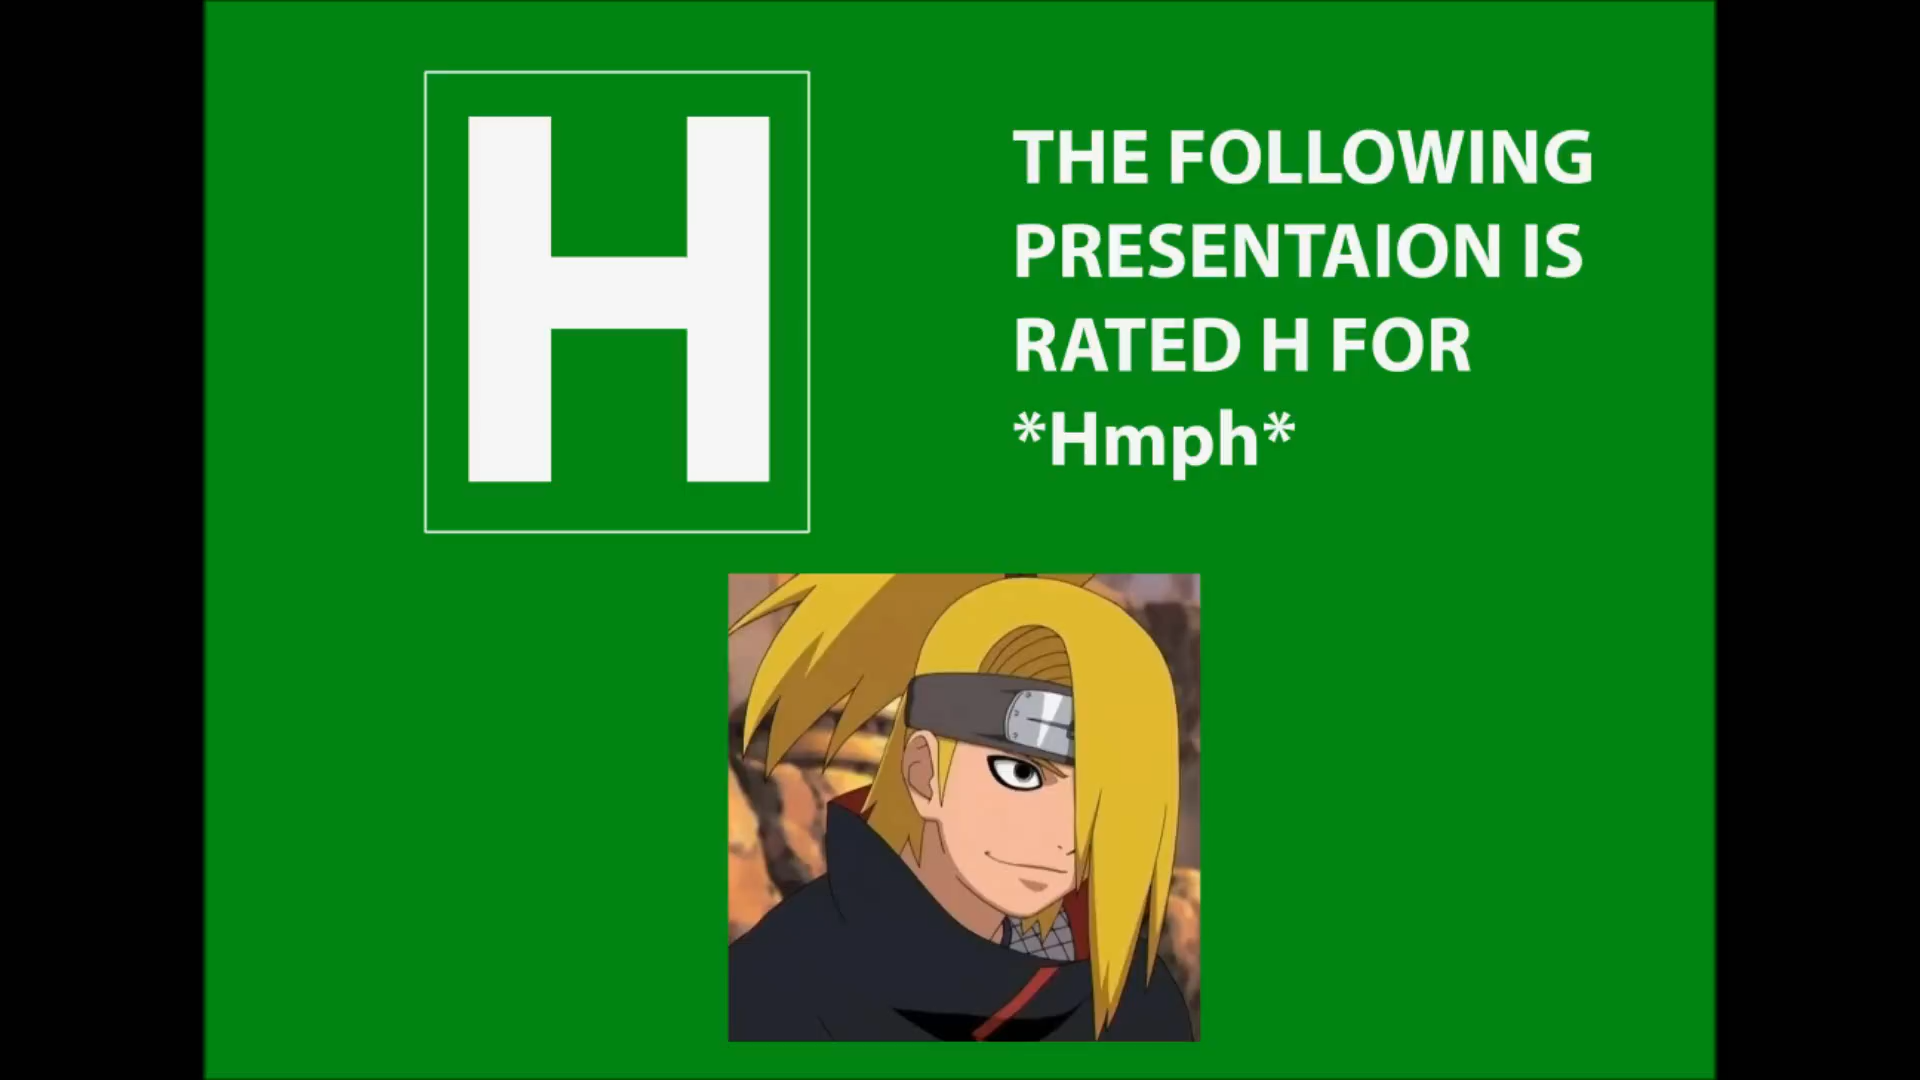 H
THE FOLLOWING
PRESENTAION IS
RATED H FOR
*Hmph*